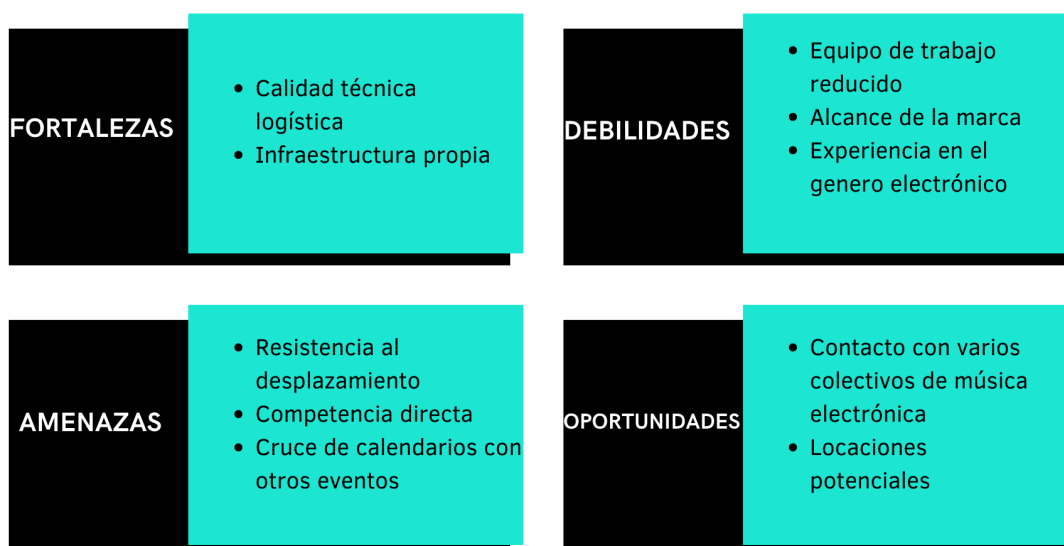 FORTALEZAS
• Calidad técnica
logística
• Infraestructura propia
DEBILIDADES
• Equipo de trabajo
reducido
• Alcance de la marca
• Experiencia en el
genero electrónico
AMENAZAS
• Resistencia al
desplazamiento
• Competencia directa
• Cruce de calendarios con
otros eventos
OPORTUNIDADES
• Contacto con varios
colectivos de música
electrónica
• Locaciones
potenciales